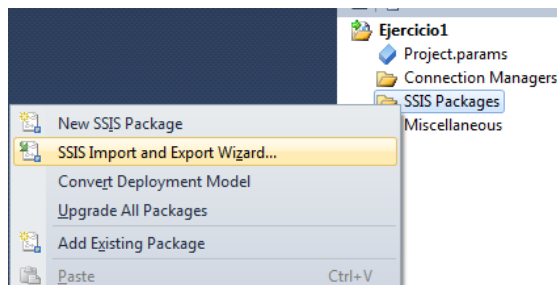 Ejercicio1
Project.params
Connection Managers
SSIS Packages
Miscellaneous
New SSIS Package
SSIS Import and Export Wizard...
Convert Deployment Model
Upgrade All Packages
Add Existing Package
Paste Ctrl+V